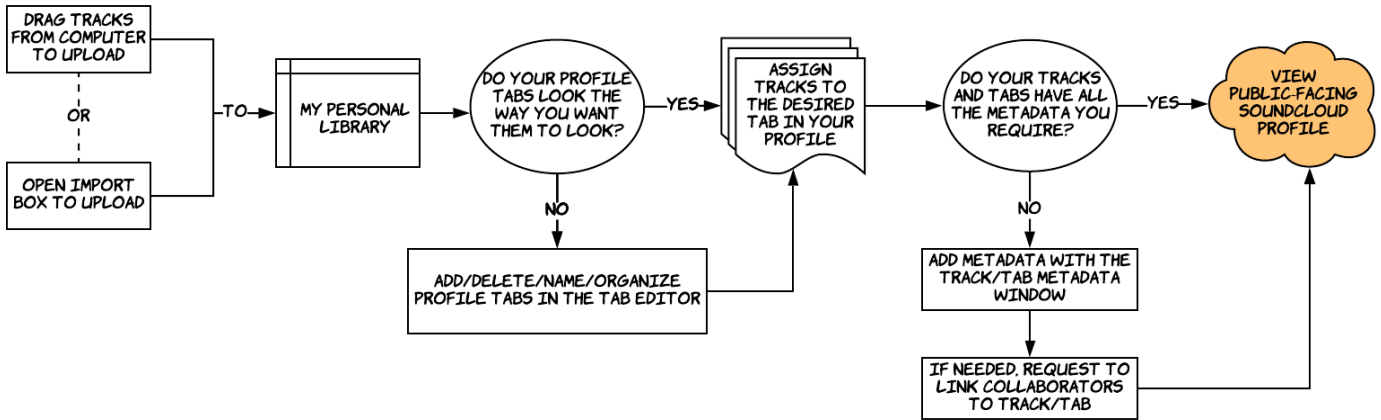 DRAG TRACKS
FROM COMPUTER
TO UPLOAD
OR
OPEN IMPORT
BOX TO UPLOAD
TO
MY PERSONAL
LIBRARY
DO YOUR PROFILE
TABS LOOK THE
WAY YOU WANT
THEM TO LOOK?
YES
NO
ADD/DELETE/NAME/ORGANIZE
PROFILE TABS IN THE TAB EDITOR
ASSIGN
TRACKS TO
THE DESIRED
TAB IN YOUR
PROFILE
DO YOUR TRACKS
AND TABS HAVE ALL
THE METADATA YOU
REQUIRE?
YES
NO
ADD METADATA WITH THE
TRACK/TAB METADATA
WINDOW
IF NEEDED, REQUEST TO
LINK COLLABORATORS
TO TRACK/TAB
VIEW
PUBLIC-FACING
SOUNDCLOUD
PROFILE